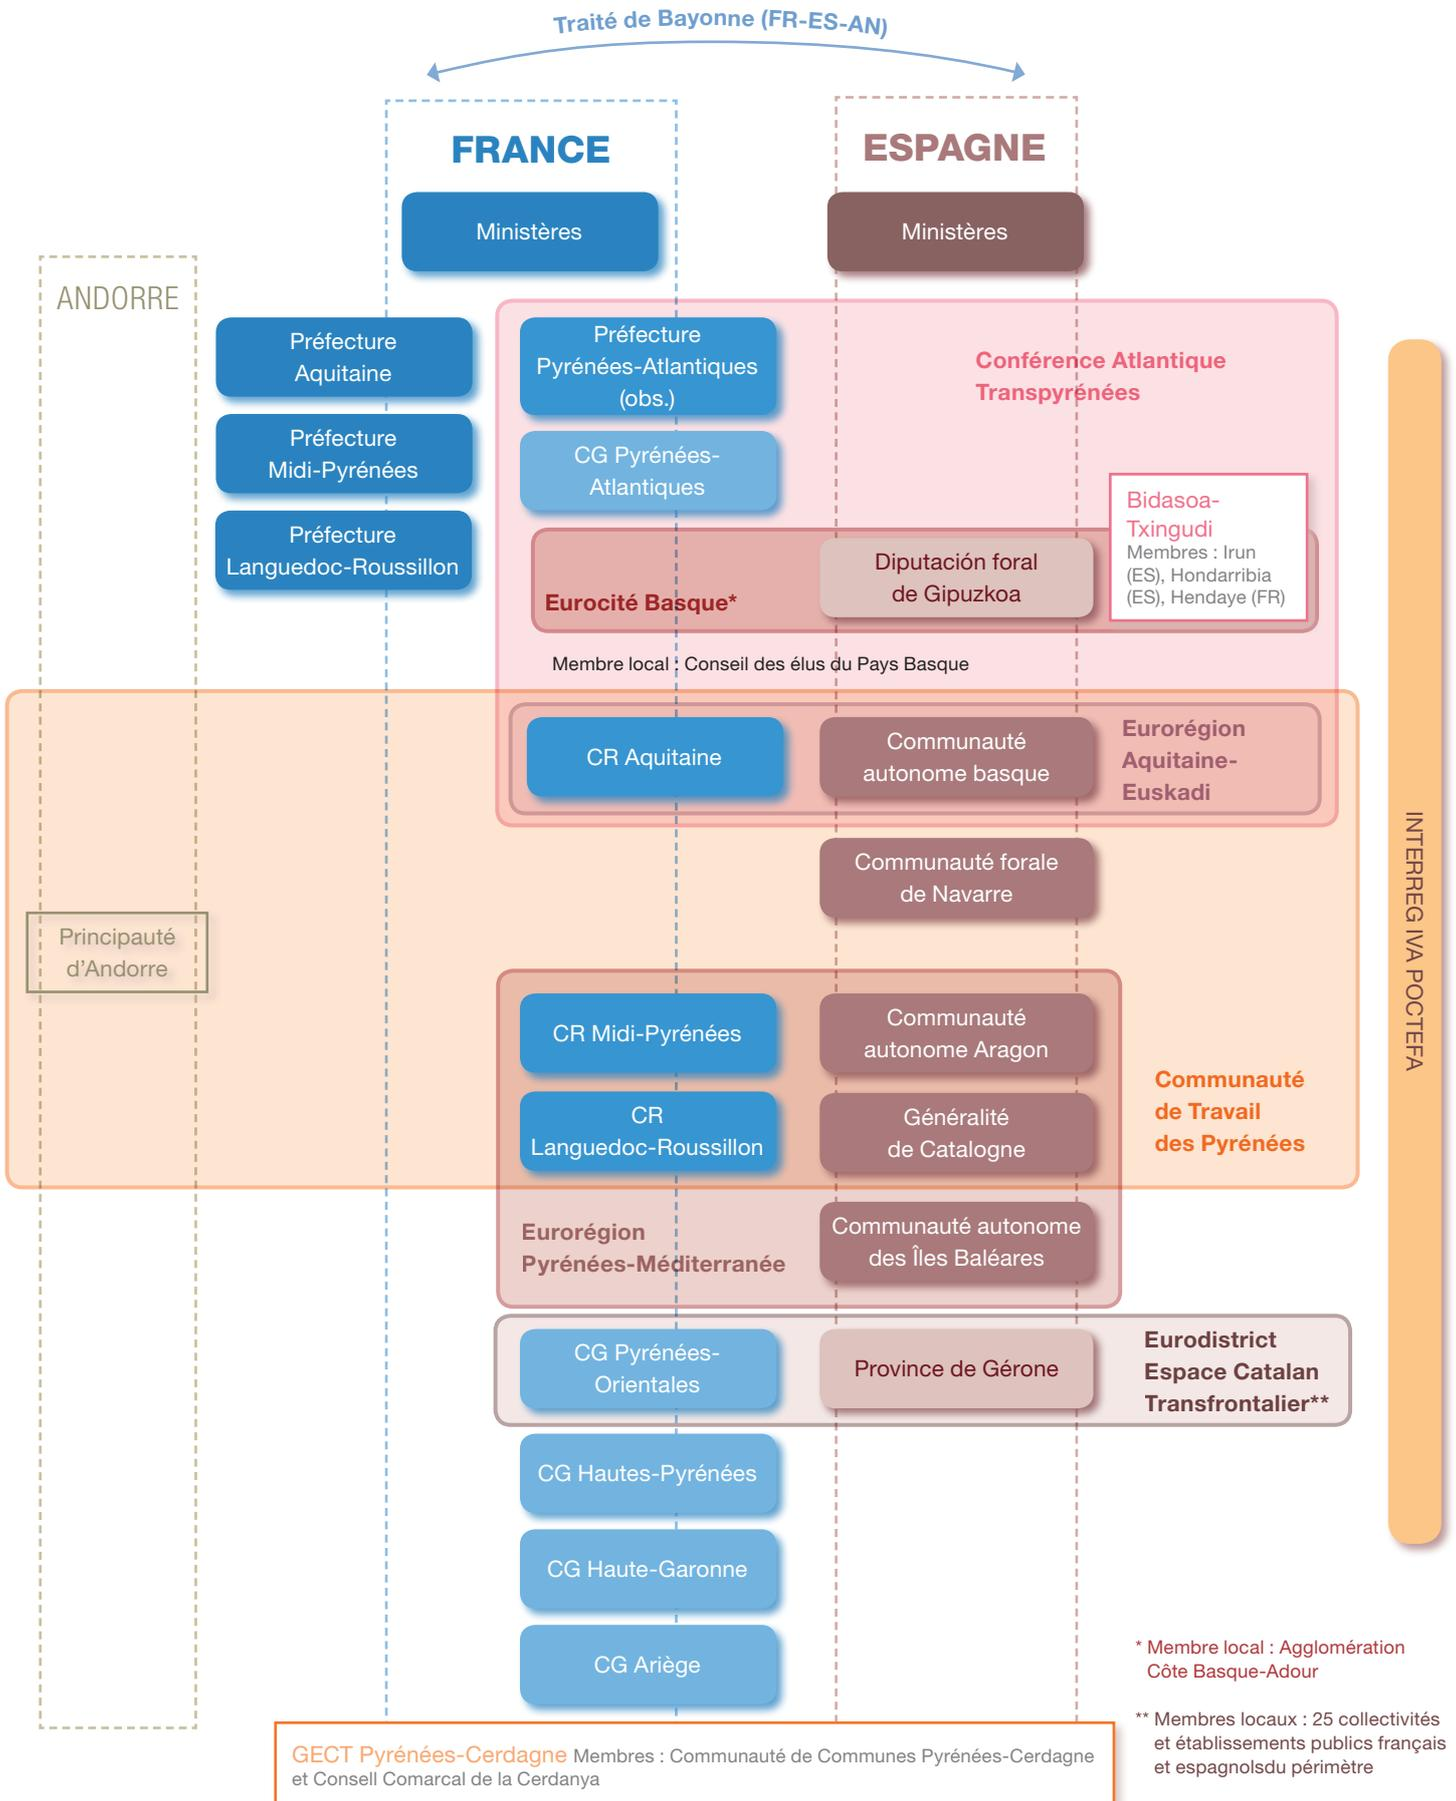 Traité de Bayonne (FR-ES-AN)
FRANCE
ESPAGNE
Ministères
Ministères
ANDORRE
Préfecture
Aquitaine
Préfecture
Midi-Pyrénées
Préfecture
Languedoc-Roussillon
Préfecture
Pyrénées-Atlantiques
(obs.)
Conférence Atlantique
Transpyrénées
CG Pyrénées-
Atlantiques
Bidasoa-
Txingudi
Membres : Irun
(ES), Hondarribia
(ES), Hendaye (FR)
Diputación foral
de Gipuzkoa
Eurocité Basque*
Membre local : Conseil des élus du Pays Basque
CR Aquitaine
Communauté
autonome basque
Eurorégion
Aquitaine-
Euskadi
Communauté forale
de Navarre
Principauté
d'Andorre
INTERREG IVA POCTEFA
CR Midi-Pyrénées
Communauté
autonome Aragon
CR
Languedoc-Roussillon
Généralité
de Catalogne
Communauté
de Travail
des Pyrénées
Eurorégion
Pyrénées-Méditerranée
Communauté autonome
des Îles Baléares
CG Pyrénées-
Orientales
Province de Gérone
Eurodistrict
Espace Catalan
Transfrontalier**
CG Hautes-Pyrénées
CG Haute-Garonne
CG Ariège
* Membre local : Agglomération
Côte Basque-Adour
** Membres locaux : 25 collectivités
et établissements publics français
et espagnolsdu périmètre
GECT Pyrénées-Cerdagne Membres : Communauté de Communes Pyrénées-Cerdagne
et Consell Comarcal de la Cerdanya